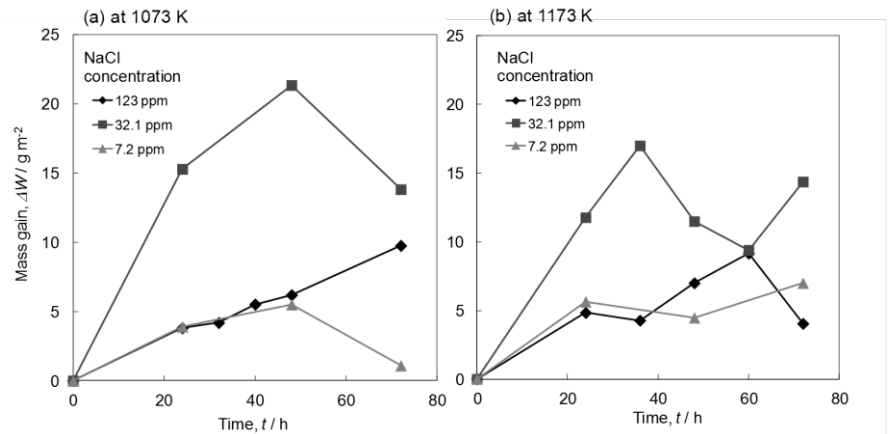 (a) at 1073 K
25
20
15
10
5
0
Mass gain, ΔW / g m-2
NaCl
concentration
123 ppm
32.1 ppm
7.2 ppm
0 20 40 60 80
Time, t / h
(b) at 1173 K
25
20
15
10
5
0
NaCl
concentration
123 ppm
32.1 ppm
7.2 ppm
0 20 40 60 80
Time, t / h